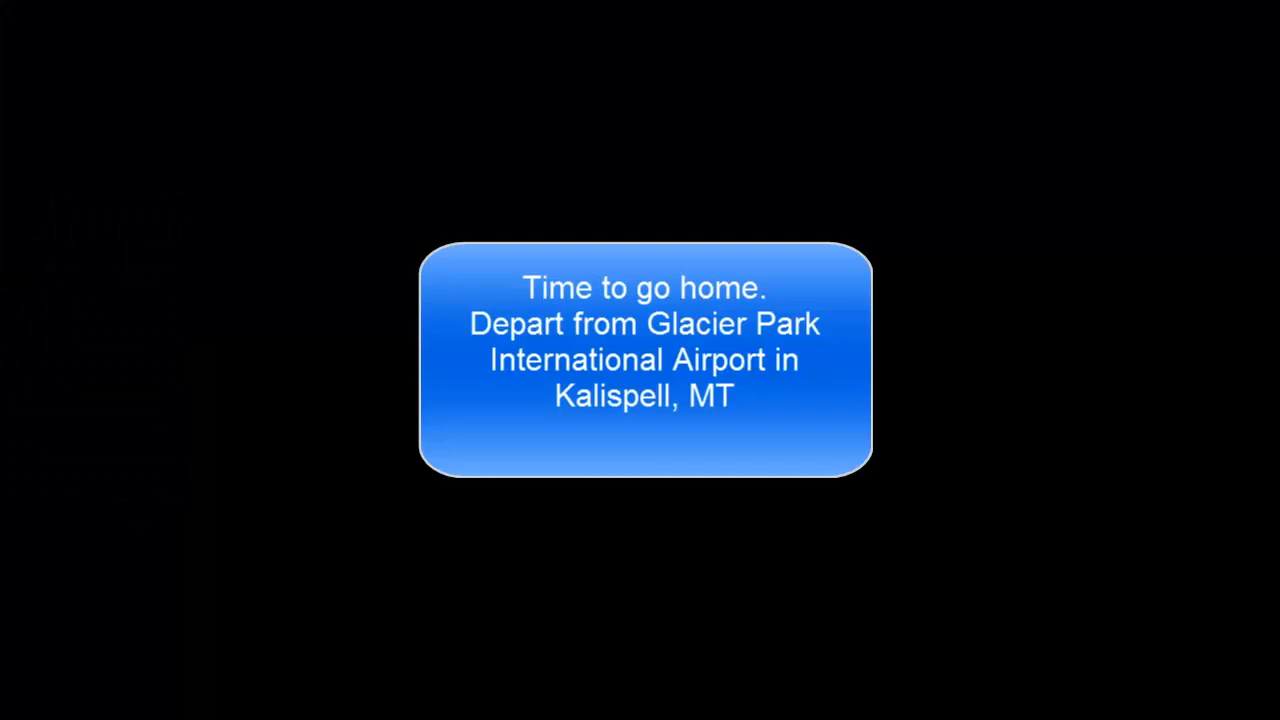 Time to go home.
Depart from Glacier Park
International Airport in
Kalispell, MT